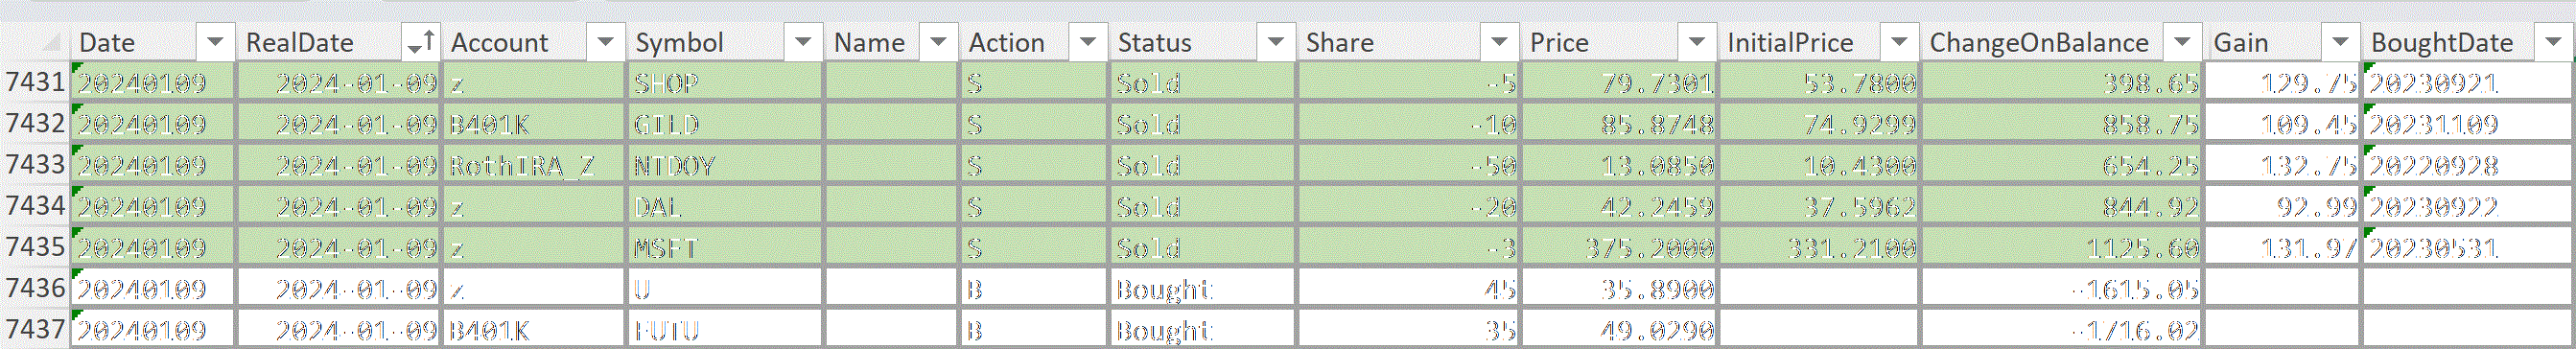 Date RealDate Account Symbol Name Action Status Share Price InitialPrice ChangeOnBalance Gain BoughtDate
7431 20240109 2024-01-09 z SHOP S Sold -5 79.7301 53.7800 398.65 129.75 20230921
7432 20240109 2024-01-09 B401K GILD S Sold -10 85.8748 74.9299 858.75 109.45 20231109
7433 20240109 2024-01-09 RothIRA_Z NTDOY S Sold -50 13.0850 10.4300 654.25 132.75 20220928
7434 20240109 2024-01-09 z DAL S Sold -20 42.2459 37.5962 844.92 92.99 20230922
7435 20240109 2024-01-09 z MSFT S Sold -3 375.2000 331.2100 1125.60 131.97 20230531
7436 20240109 2024-01-09 z U B Bought 45 35.8900 -1615.05
7437 20240109 2024-01-09 B401K FUTU B Bought 35 49.0290 -1716.02